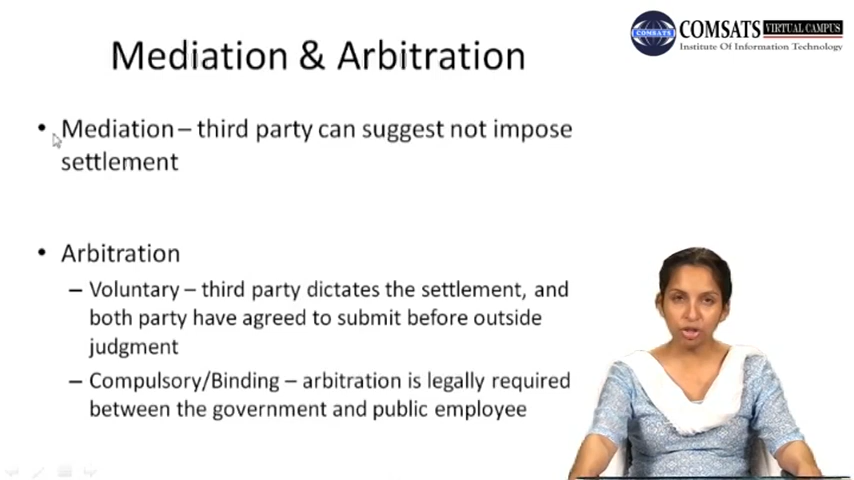 COMSATS
COMSATS VIRTUAL CAMPUS
Institute Of Information Technology
Mediation & Arbitration
• Mediation – third party can suggest not impose
settlement
• Arbitration
– Voluntary – third party dictates the settlement, and
both party have agreed to submit before outside
judgment
– Compulsory/Binding – arbitration is legally required
between the government and public employee